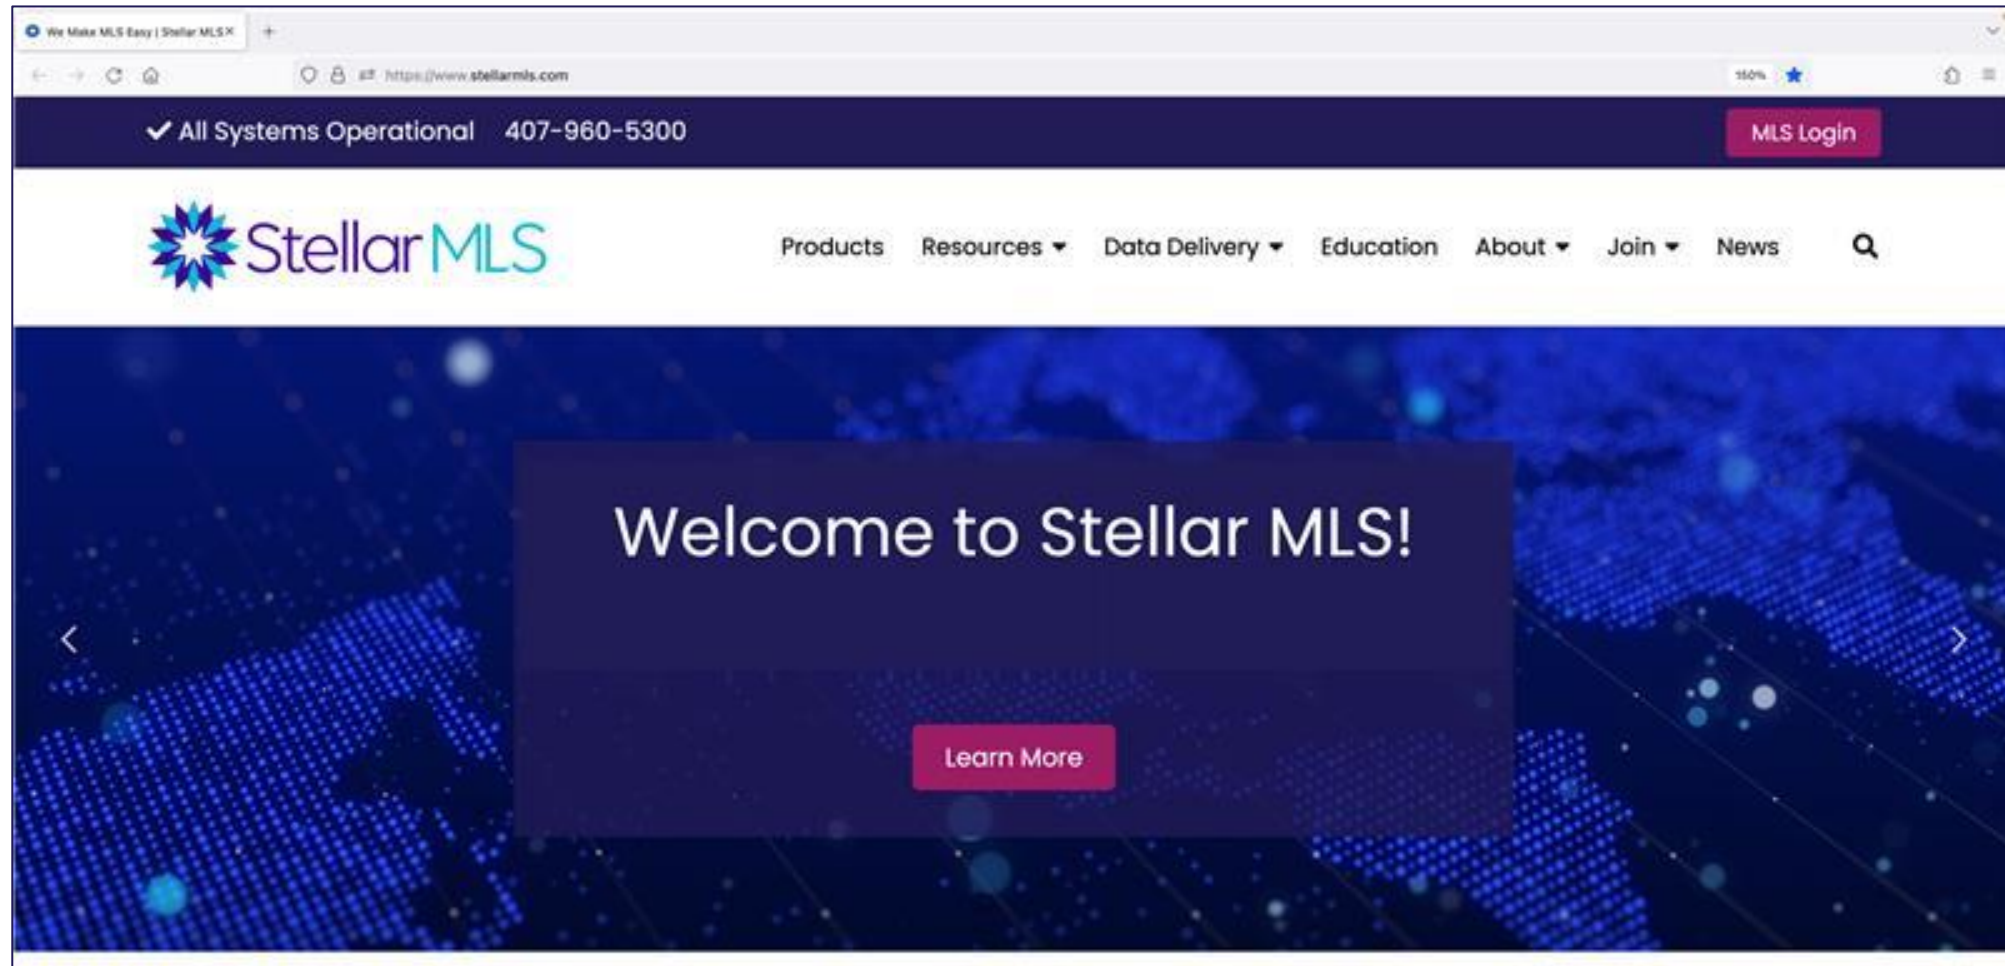 We Make MLS Easy | Stellar MLS
https://www.stellarmls.com 150%
All Systems Operational 407-960-5300 MLS Login
Stellar MLS Products Resources Data Delivery Education About Join News
Welcome to Stellar MLS!
Learn More